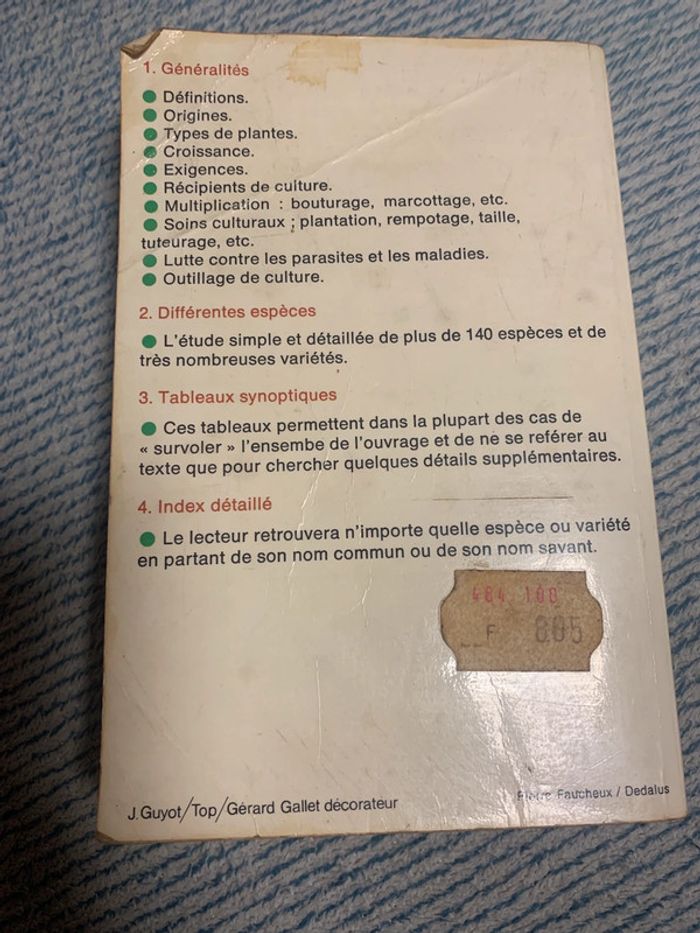 1. Généralités
● Définitions.
● Origines.
● Types de plantes.
● Croissance.
● Exigences.
● Récipients de culture.
● Multiplication : bouturage, marcottage, etc.
● Soins culturaux ; plantation, rempotage, taille,
tuteurage, etc.
● Lutte contre les parasites et les maladies.
● Outillage de culture.
2. Différentes espèces
● L'étude simple et détaillée de plus de 140 espèces et de
très nombreuses variétés.
3. Tableaux synoptiques
● Ces tableaux permettent dans la plupart des cas de
« survoler » l'ensembe de l'ouvrage et de ne se reférer au
texte que pour chercher quelques détails supplémentaires.
4. Index détaillé
● Le lecteur retrouvera n'importe quelle espèce ou variété
en partant de son nom commun ou de son nom savant.
484.108
F 805
J. Guyot/Top/Gérard Gallet décorateur
Pierre Faucheux / Dedalus